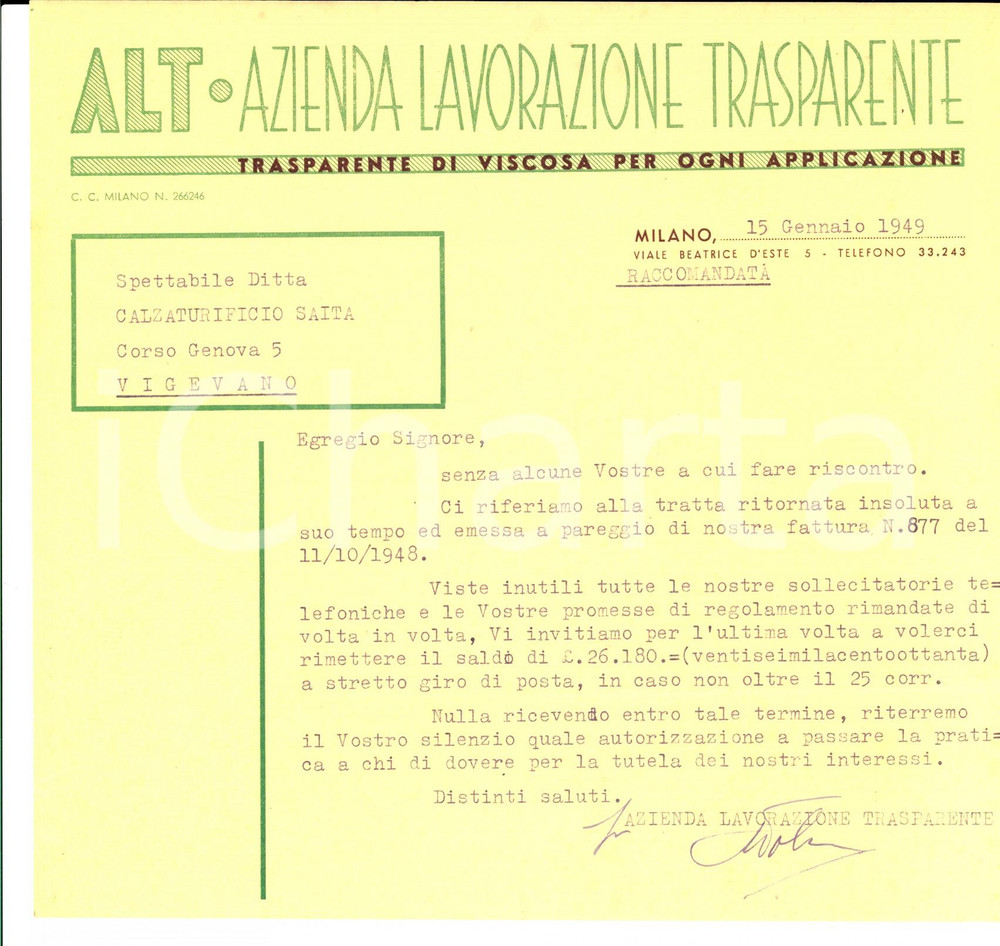 ALT • AZIENDA LAVORAZIONE TRASPARENTE
TRASPARENTE DI VISCOSA PER OGNI APPLICAZIONE
C. C. MILANO N. 266246
MILANO, 15 Gennaio 1949
VIALE BEATRICE D'ESTE 5 - TELEFONO 33.243
RACCOMANDATA
Spettabile Ditta
CALZATURIFICIO SAITA
Corso Genova 5
VIGEVANO
iCharta
Egregio Signore,
senza alcune Vostre a cui fare riscontro.
Ci riferiamo alla tratta ritornata insoluta a
suo tempo ed emessa a pareggio di nostra fattura N.877 del
11/10/1948.
Viste inutili tutte le nostre sollecitatorie te=
lefoniche e le Vostre promesse di regolamento rimandate di
volta in volta, Vi invitiamo per l'ultima volta a volerci
rimettere il saldo di £.26.180.=(ventiseimilacentoottanta)
a stretto giro di posta, in caso non oltre il 25 corr.
Nulla ricevendo entro tale termine, riterremo
il Vostro silenzio quale autorizzazione a passare la prati=
ca a chi di dovere per la tutela dei nostri interessi.
Distinti saluti.
AZIENDA LAVORAZIONE TRASPARENTE